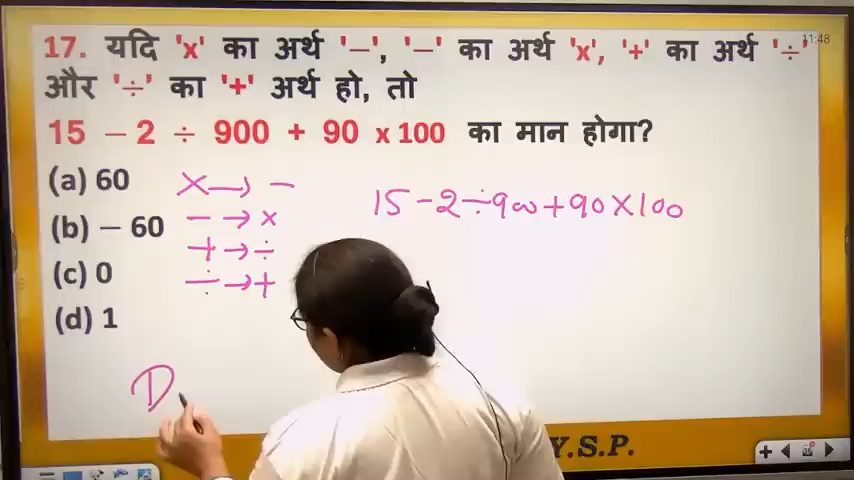 17. यदि 'x' का अर्थ '–', '–' का अर्थ 'x', '+' का अर्थ '÷'
11:48
और '÷' का '+' अर्थ हो, तो
15 – 2 ÷ 900 + 90 x 100 का मान होगा?
(a) 60
(b) – 60
(c) 0
(d) 1
× → –
– → ×
+ → ÷
÷ → +
15 – 2 ÷ 900 + 90 × 100
D
Y.S.P.